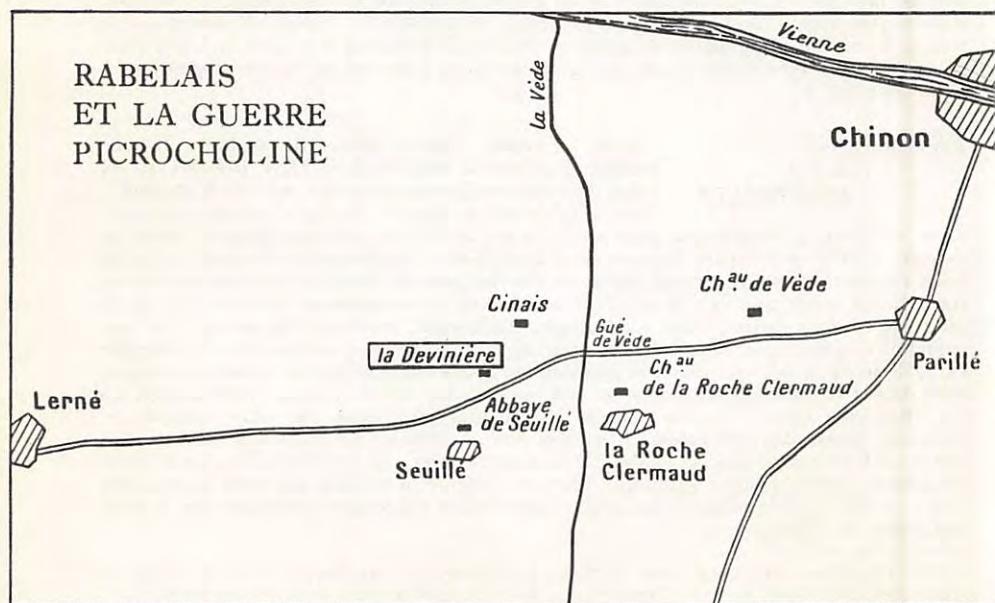 RABELAIS
ET LA GUERRE
PICROCHOLINE
Vienne
la Vède
Chinon
Chau. de Vède
Cinais
Gué
de Vède
la Devinière
Chau.
de la Roche Clermaud
Parillé
Lerné
Abbaye
de Seuillé
Seuillé
la Roche
Clermaud